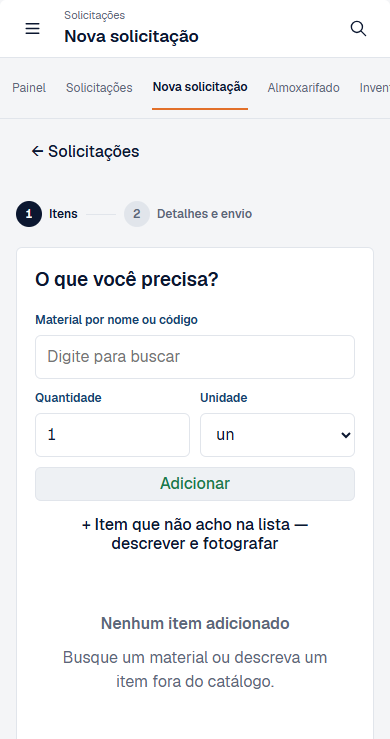 Solicitações
Nova solicitação
Painel Solicitações Nova solicitação Almoxarifado Inven
← Solicitações
1 Itens 2 Detalhes e envio
O que você precisa?
Material por nome ou código
Digite para buscar
Quantidade Unidade
1 un
Adicionar
+ Item que não acho na lista —
descrever e fotografar
Nenhum item adicionado
Busque um material ou descreva um
item fora do catálogo.